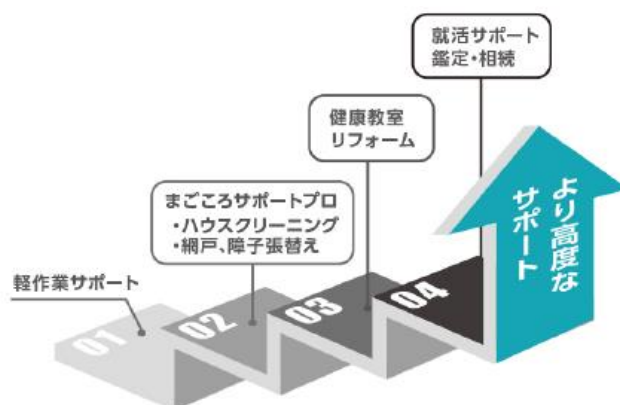 就活サポート
鑑定・相続
健康教室
リフォーム
まごころサポートプロ
・ハウスクリーニング
・網戸、障子張替え
軽作業サポート
01
02
03
04
より高度な
サポート